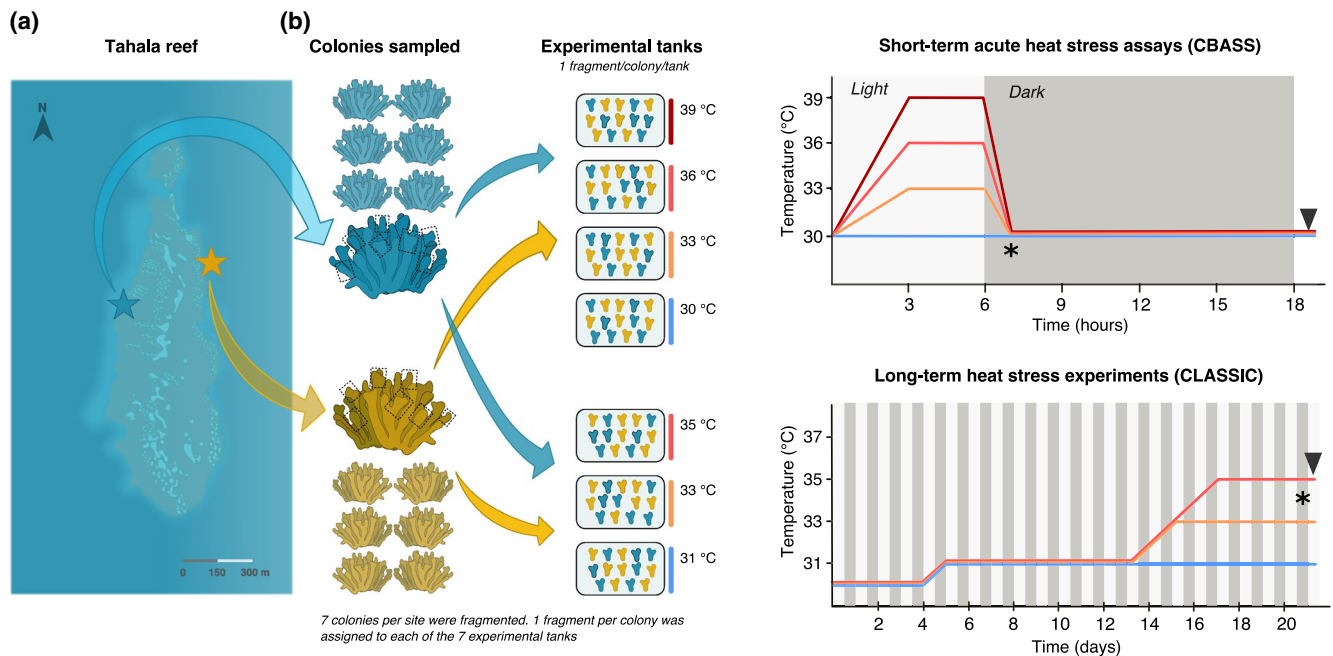 (a)
Tahala reef
N
0 150 300 m
(b)
Colonies sampled
Experimental tanks
1 fragment/colony/tank
39 °C
36 °C
33 °C
30 °C
35 °C
33 °C
31 °C
7 colonies per site were fragmented. 1 fragment per colony was
assigned to each of the 7 experimental tanks
Short-term acute heat stress assays (CBASS)
Light
Dark
Temperature (°C)
39
36
33
30
*
3 6 9 12 15 18
Time (hours)
Long-term heat stress experiments (CLASSIC)
Temperature (°C)
37
35
33
31
*
2 4 6 8 10 12 14 16 18 20
Time (days)